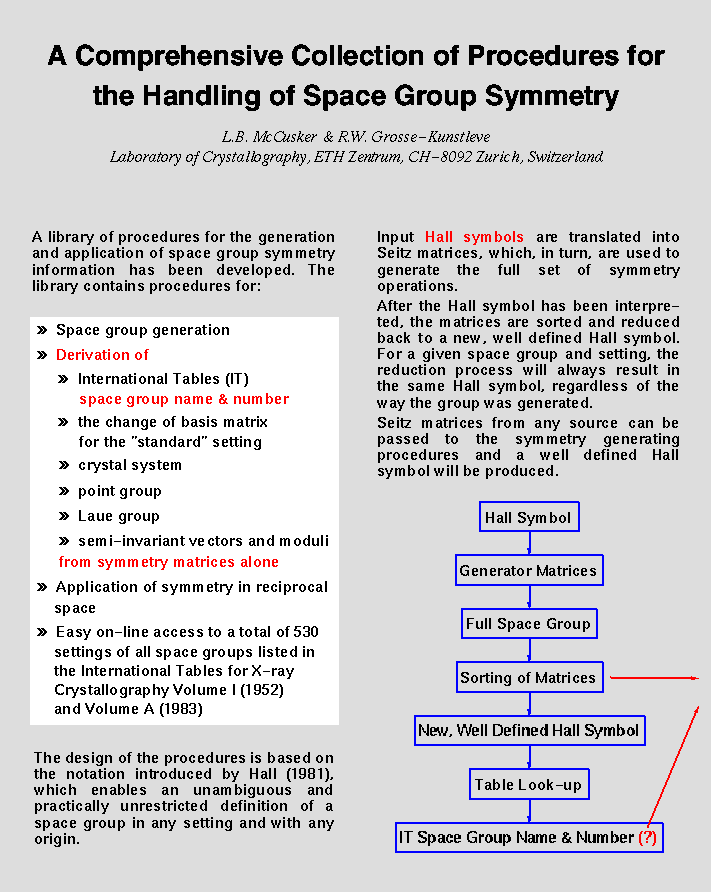 A Comprehensive Collection of Procedures for
the Handling of Space Group Symmetry
L.B. McCusker & R.W. Grosse-Kunstleve
Laboratory of Crystallography, ETH Zentrum, CH-8092 Zurich, Switzerland
A library of procedures for the generation
and application of space group symmetry
information has been developed. The
library contains procedures for:
» Space group generation
» Derivation of
» International Tables (IT)
space group name & number
» the change of basis matrix
for the "standard" setting
» crystal system
» point group
» Laue group
» semi-invariant vectors and moduli
from symmetry matrices alone
» Application of symmetry in reciprocal
space
» Easy on-line access to a total of 530
settings of all space groups listed in
the International Tables for X-ray
Crystallography Volume I (1952)
and Volume A (1983)
The design of the procedures is based on
the notation introduced by Hall (1981),
which enables an unambiguous and
practically unrestricted definition of a
space group in any setting and with any
origin.
Input Hall symbols are translated into
Seitz matrices, which, in turn, are used to
generate the full set of symmetry
operations.
After the Hall symbol has been interpre-
ted, the matrices are sorted and reduced
back to a new, well defined Hall symbol.
For a given space group and setting, the
reduction process will always result in
the same Hall symbol, regardless of the
way the group was generated.
Seitz matrices from any source can be
passed to the symmetry generating
procedures and a well defined Hall
symbol will be produced.
Hall Symbol
Generator Matrices
Full Space Group
Sorting of Matrices
New, Well Defined Hall Symbol
Table Look-up
IT Space Group Name & Number (?)